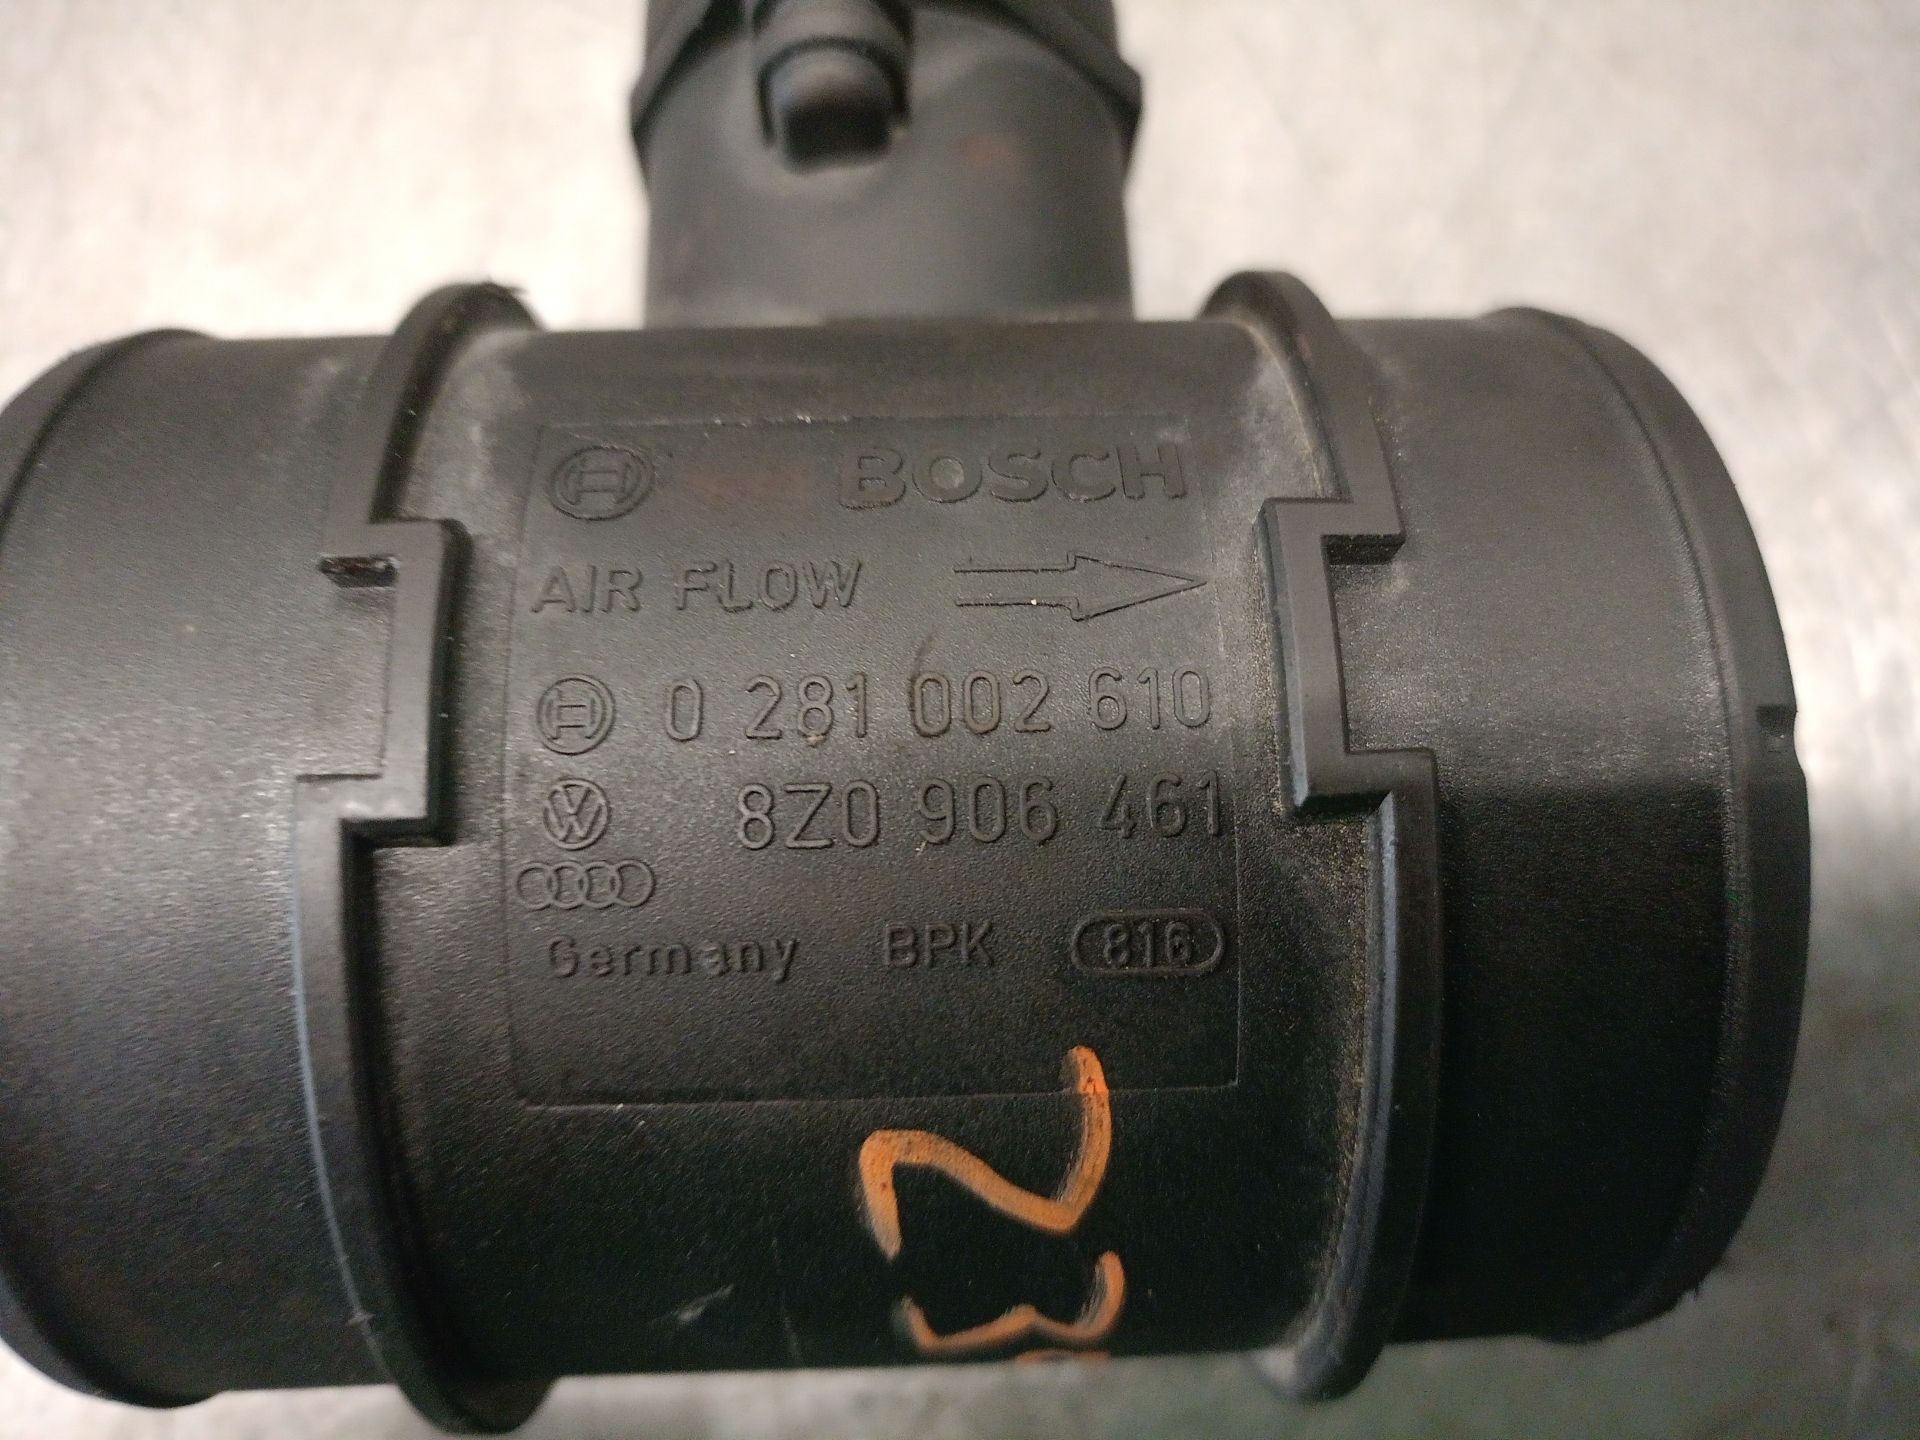 BOSCH
AIR FLOW
0 281 002 610
8Z0 906 461
Germany BPK 816